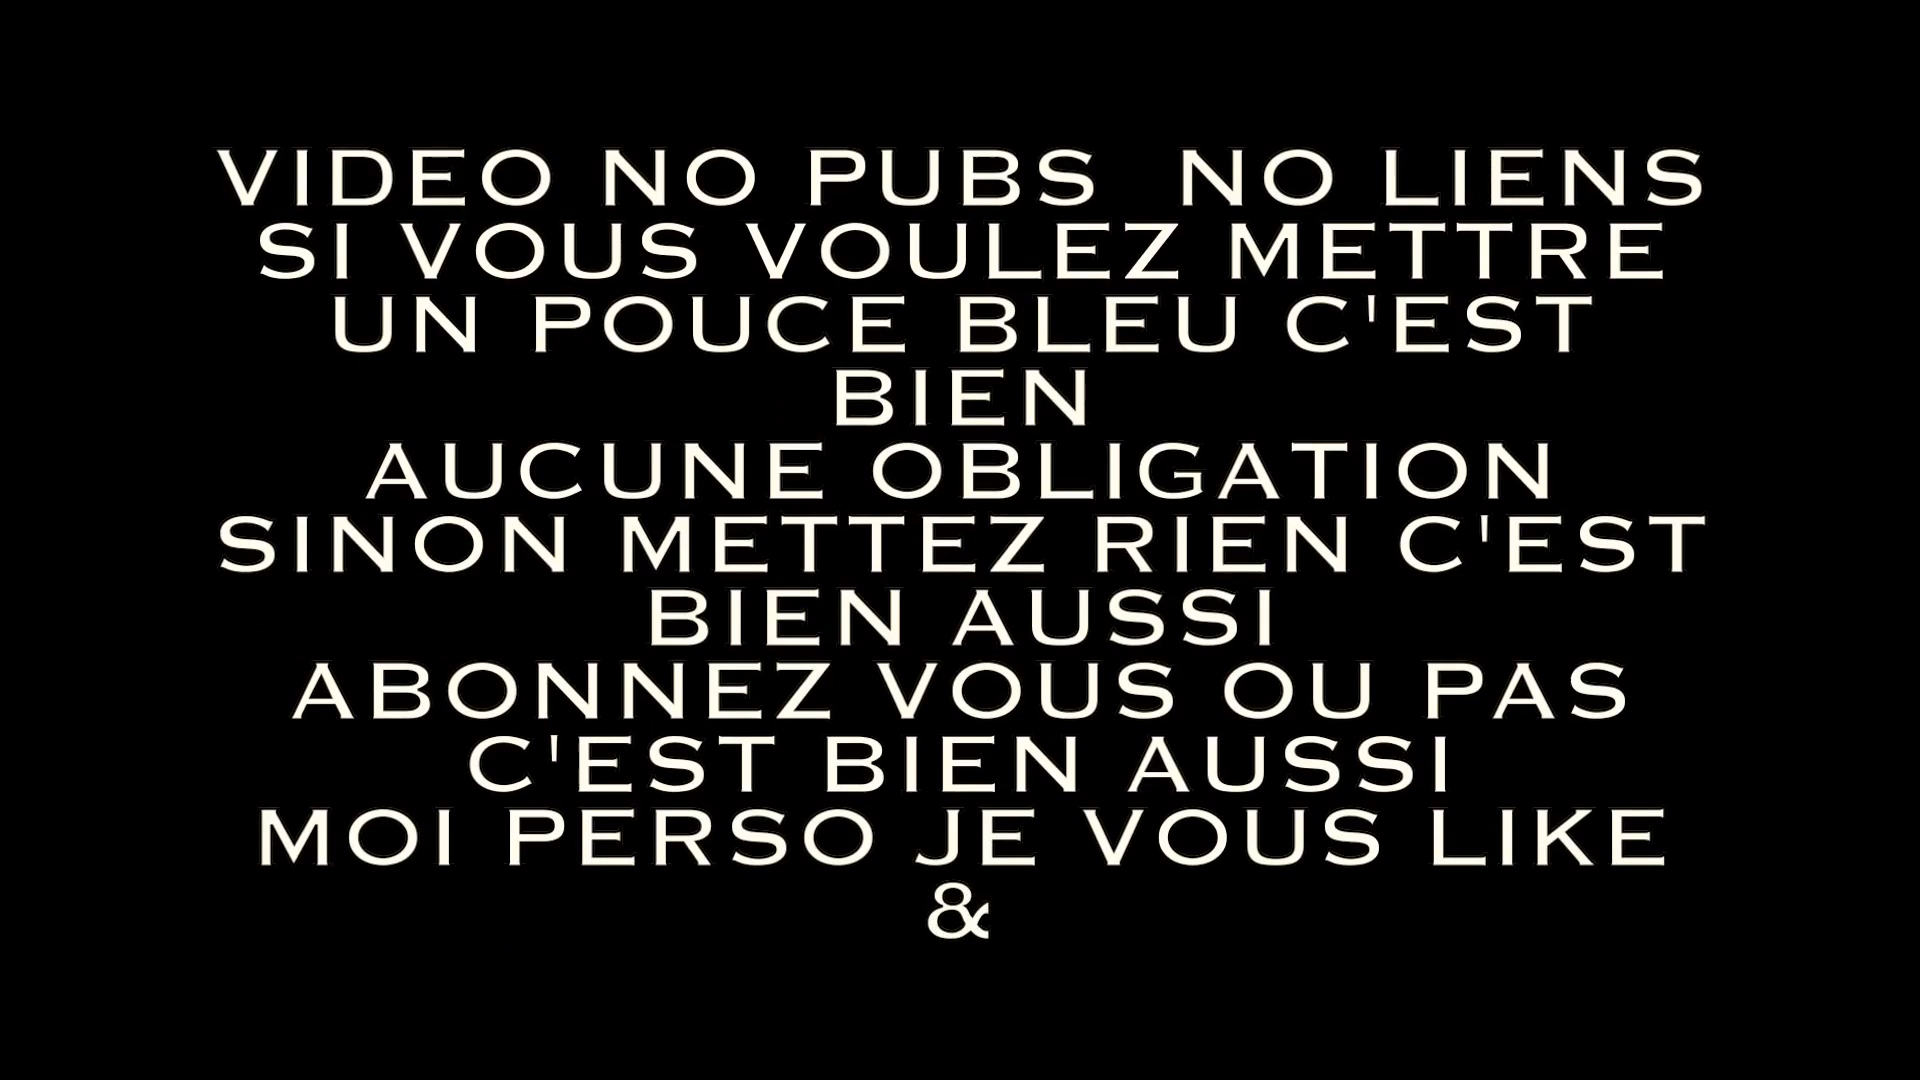 VIDEO NO PUBS  NO LIENS
SI VOUS VOULEZ METTRE
UN POUCE BLEU C'EST
BIEN
AUCUNE OBLIGATION
SINON METTEZ RIEN C'EST
BIEN AUSSI
ABONNEZ VOUS OU PAS
C'EST BIEN AUSSI
MOI PERSO JE VOUS LIKE
&